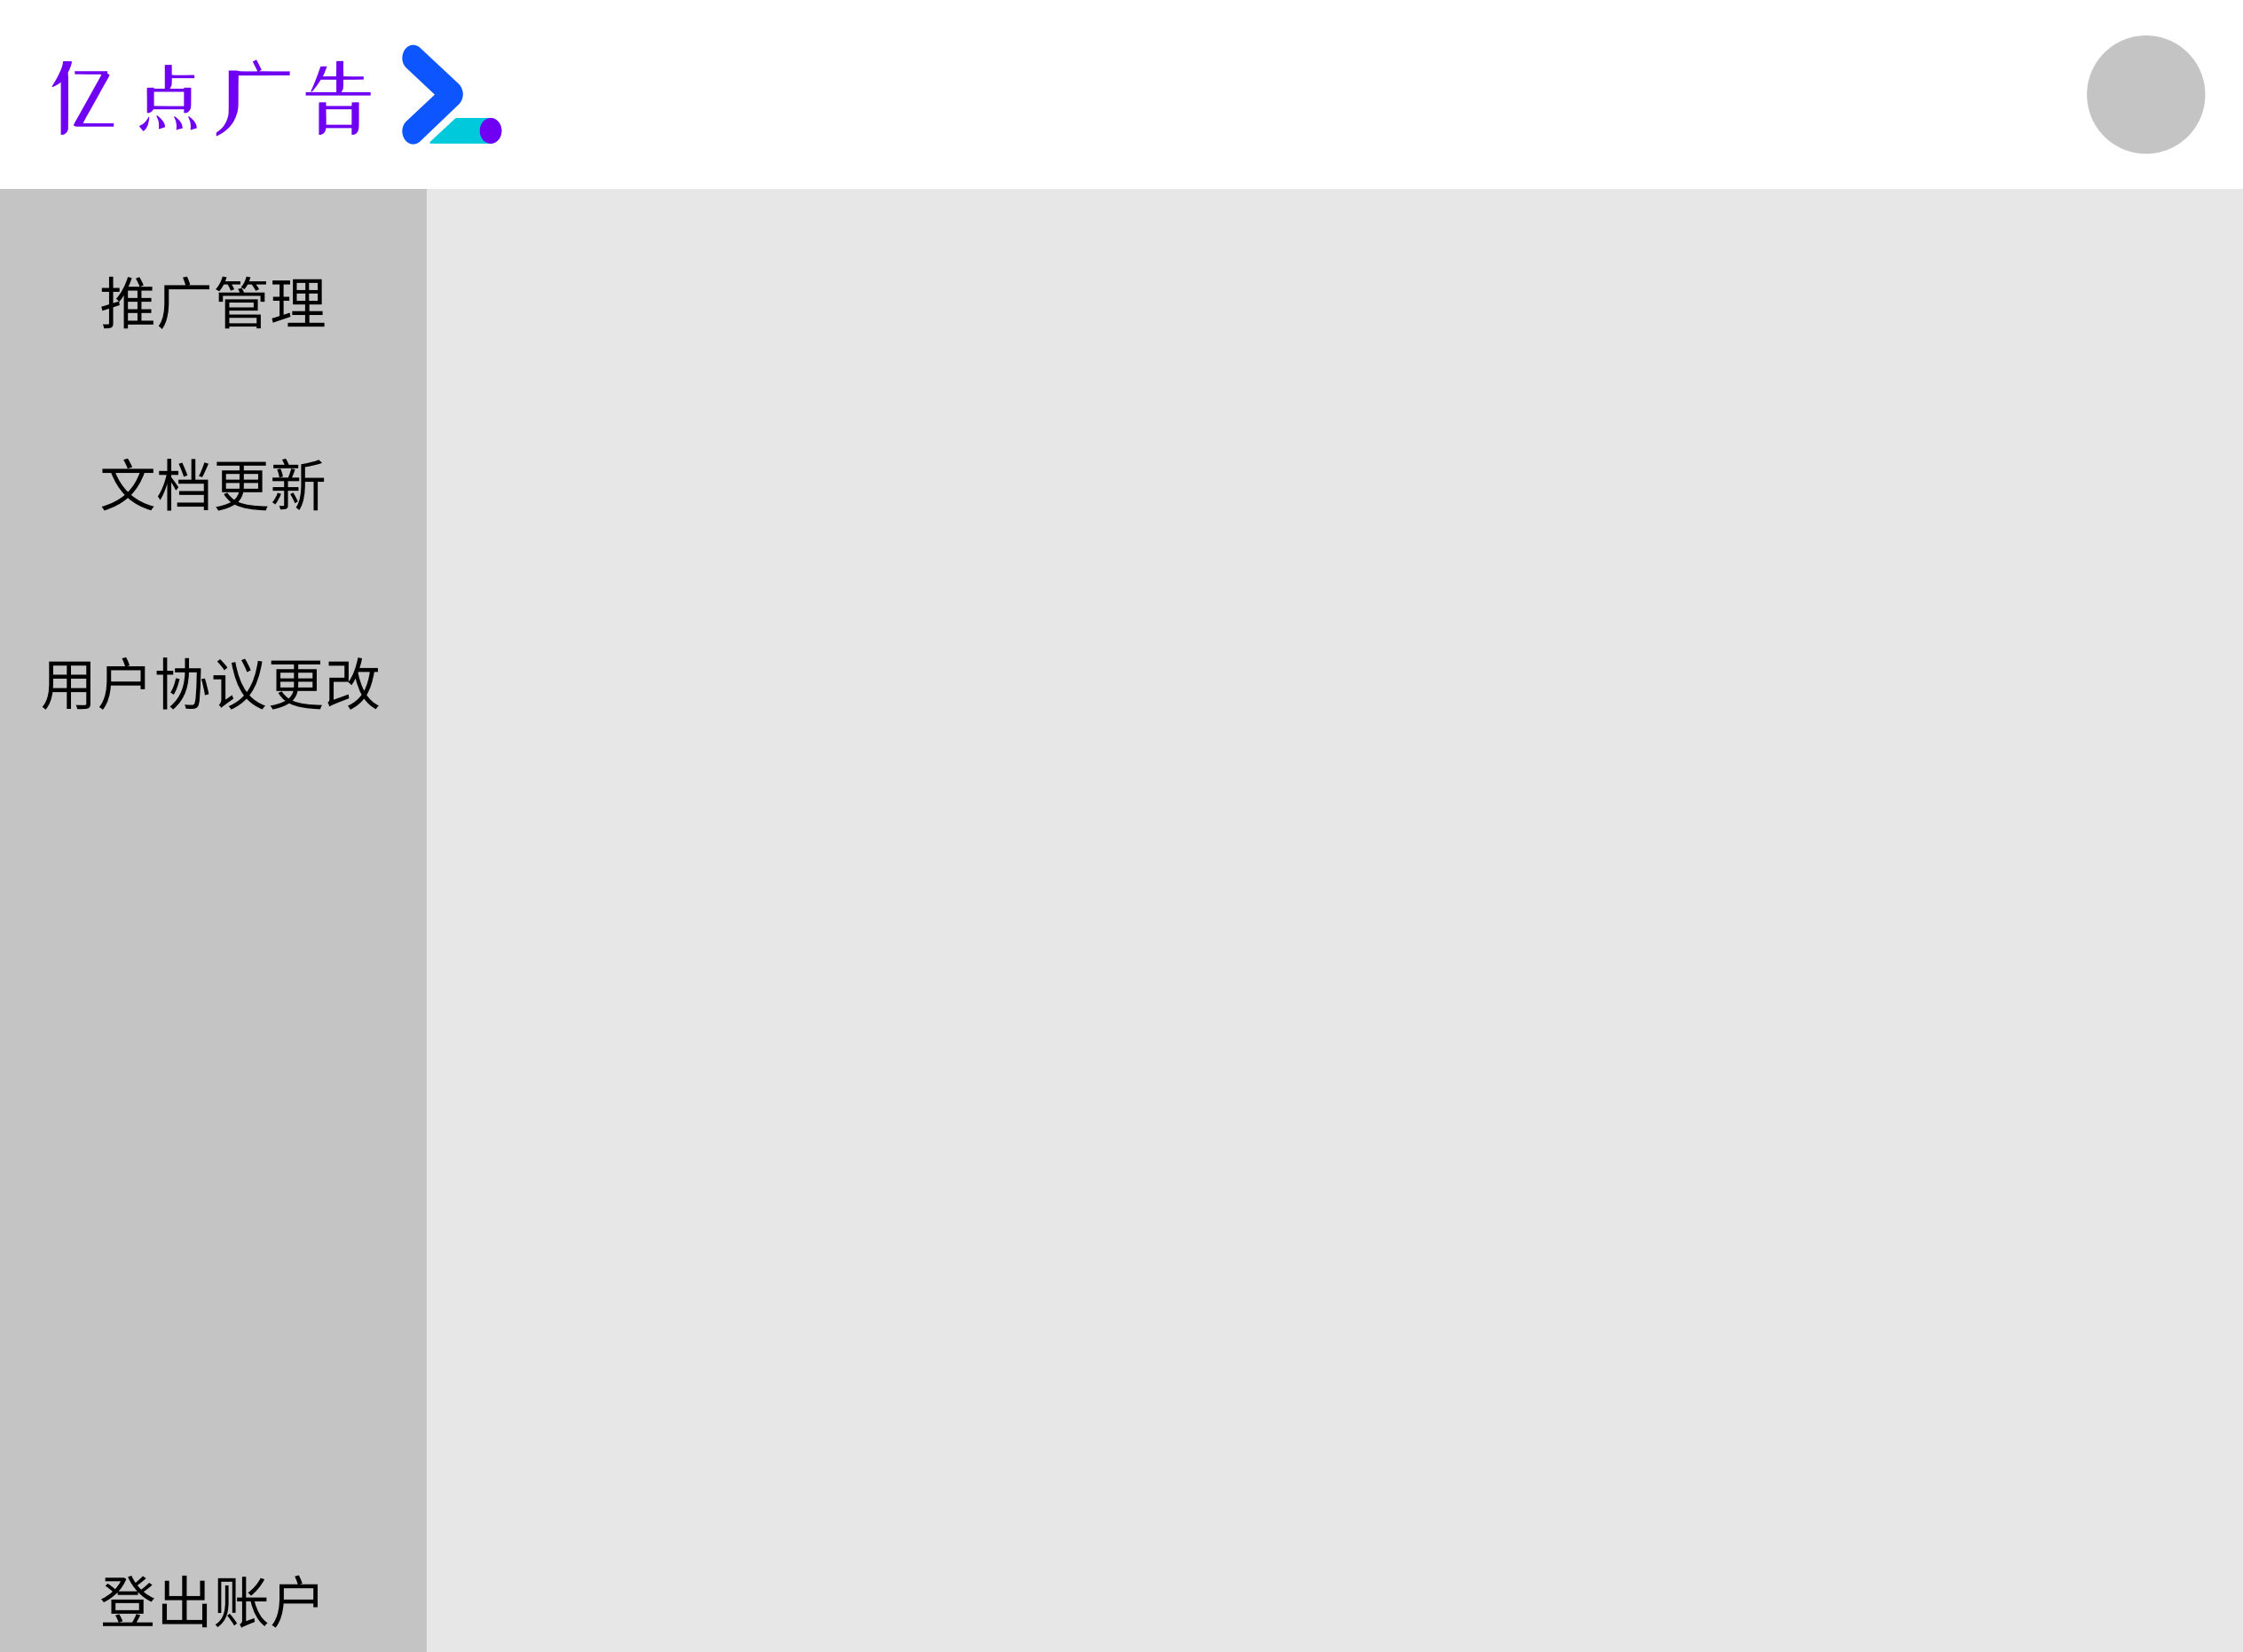 亿点广告
推广管理
文档更新
用户协议更改
登出账户